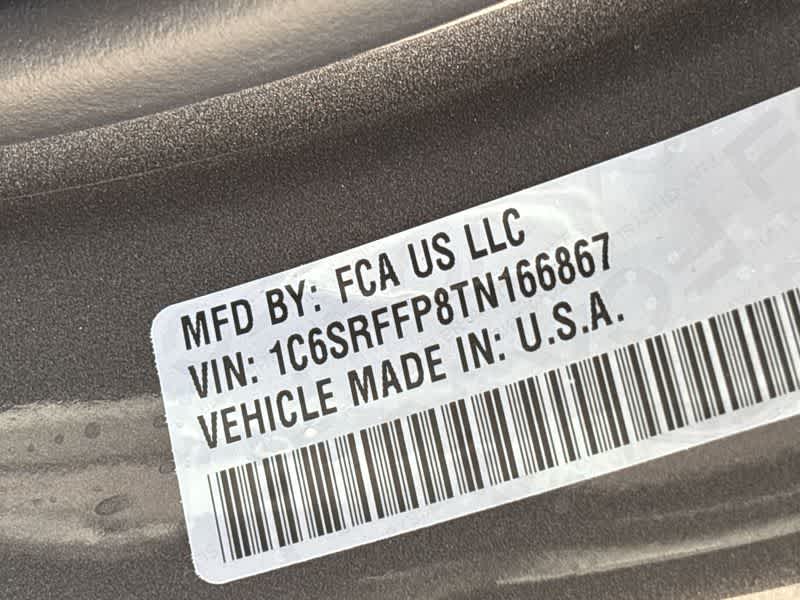 MFD BY: FCA US LLC
VIN: 1C6SRFFP8TN166867
VEHICLE MADE IN: U.S.A.